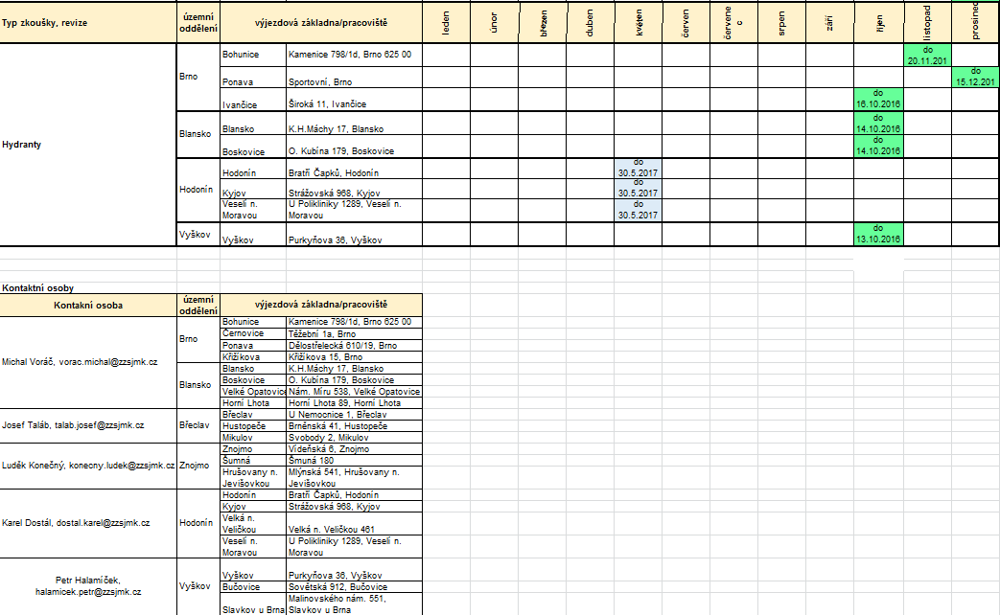 Typ zkoušky, revize územní oddělení výjezdová základna/pracoviště leden únor březen duben květen červen červenec srpen září říjen listopad prosinec
Hydranty
Brno
Bohunice Kamenice 798/1d, Brno 625 00 do 20.11.201
Ponava Sportovní, Brno do 15.12.201
Ivančice Široká 11, Ivančice do 16.10.2016
Blansko
Blansko K.H.Máchy 17, Blansko do 14.10.2016
Boskovice O. Kubína 179, Boskovice do 14.10.2016
Hodonín
Hodonín Bratří Čapků, Hodonín do 30.5.2017
Kyjov Strážovská 968, Kyjov do 30.5.2017
Veselí n. Moravou U Polikliniky 1289, Veselí n. Moravou do 30.5.2017
Vyškov
Vyškov Purkyňova 36, Vyškov do 13.10.2016
Kontaktní osoby
Kontakní osoba územní oddělení výjezdová základna/pracoviště
Michal Voráč, vorac.michal@zzsjmk.cz
Brno
Bohunice Kamenice 798/1d, Brno 625 00
Černovice Těžební 1a, Brno
Ponava Dělostřelecká 610/19, Brno
Křižíkova Křižíkova 15, Brno
Blansko
Blansko K.H.Máchy 17, Blansko
Boskovice O. Kubína 179, Boskovice
Velké Opatovice Nám. Míru 538, Velké Opatovice
Horní Lhota Horní Lhota 89, Horní Lhota
Josef Taláb, talab.josef@zzsjmk.cz
Břeclav
Břeclav U Nemocnice 1, Břeclav
Hustopeče Brněnská 41, Hustopeče
Mikulov Svobody 2, Mikulov
Luděk Konečný, konecny.ludek@zzsjmk.cz
Znojmo
Znojmo Vídeňská 6, Znojmo
Šumná Šmuná 180
Hrušovany n. Jevišovkou Mlýnská 541, Hrušovany n. Jevišovkou
Karel Dostál, dostal.karel@zzsjmk.cz
Hodonín
Hodonín Bratří Čapků, Hodonín
Kyjov Strážovská 968, Kyjov
Velká n. Veličkou Velká n. Veličkou 461
Veselí n. Moravou U Polikliniky 1289, Veselí n. Moravou
Petr Halamíček,
halamicek.petr@zzsjmk.cz
Vyškov
Vyškov Purkyňova 36, Vyškov
Bučovice Sovětská 912, Bučovice
Slavkov u Brna Malinovského nám. 551, Slavkov u Brna